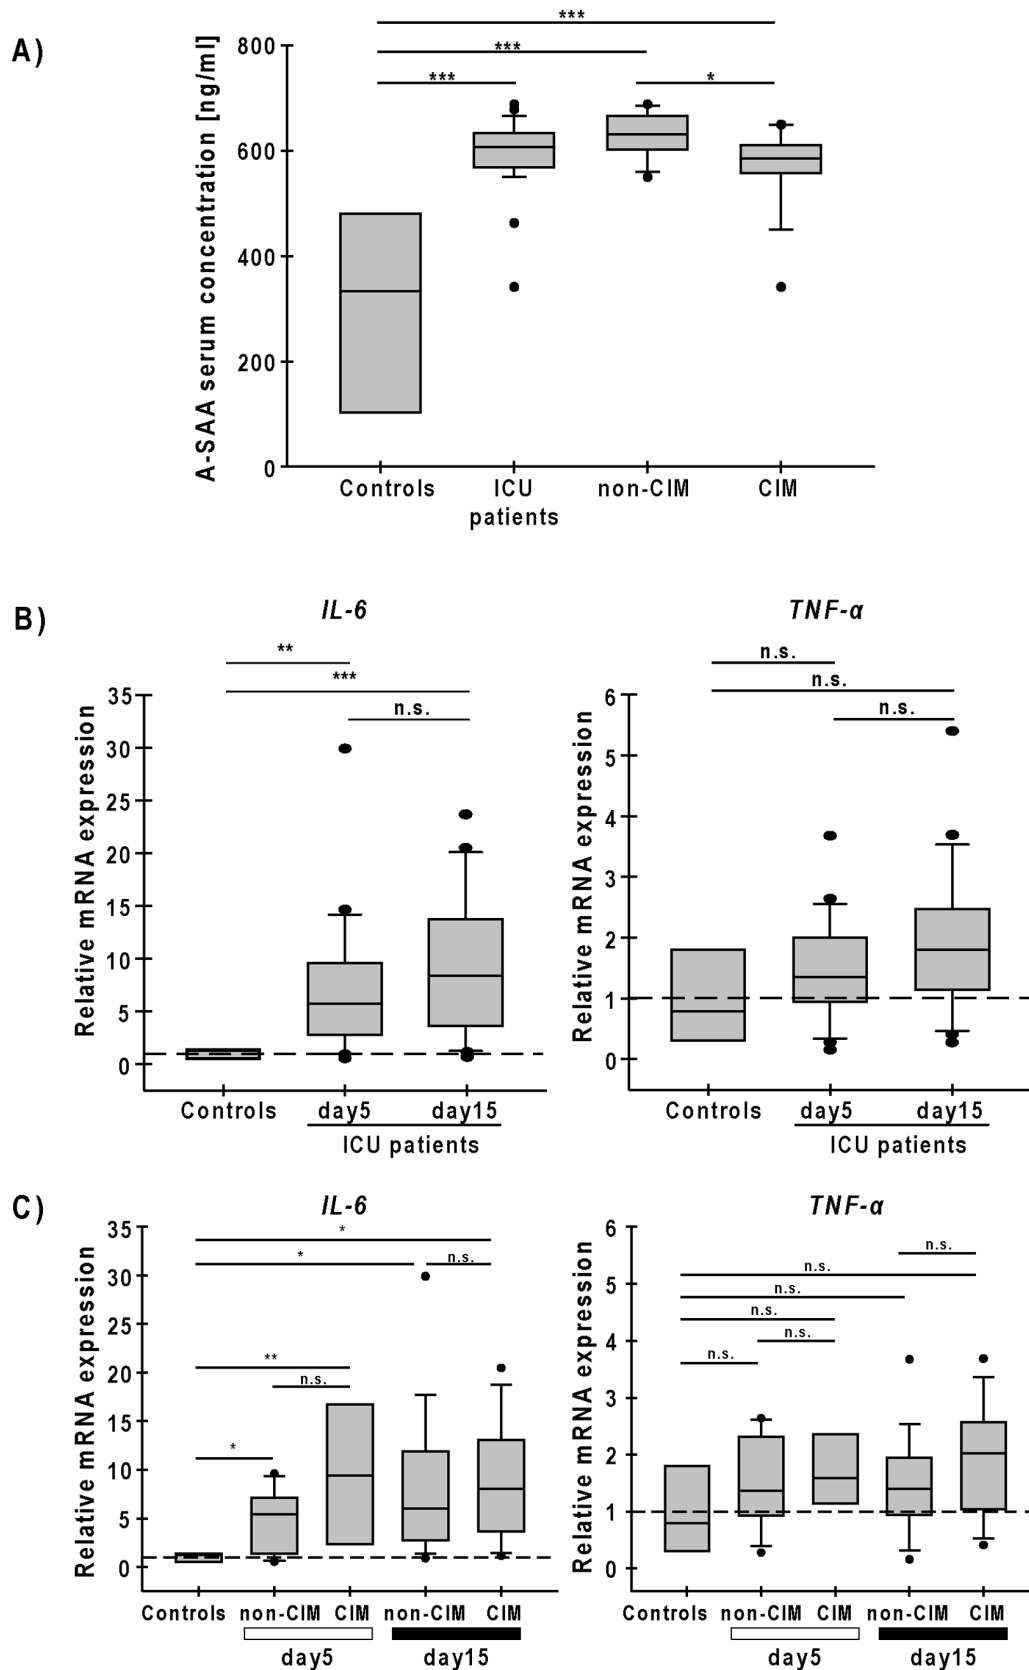 A)
A-SAA serum concentration [ng/ml]
800
600
400
200
0
***
***
***
*
Controls
ICU
patients
non-CIM
CIM
B)
IL-6
Relative mRNA expression
35
30
25
20
15
10
5
0
**
***
n.s.
Controls
day5
day15
ICU patients
TNF-α
Relative mRNA expression
6
5
4
3
2
1
0
n.s.
n.s.
n.s.
Controls
day5
day15
ICU patients
C)
IL-6
Relative mRNA expression
35
30
25
20
15
10
5
0
*
*
n.s.
**
n.s.
*
Controls
non-CIM
CIM
non-CIM
CIM
day5
day15
TNF-α
Relative mRNA expression
6
5
4
3
2
1
0
n.s.
n.s.
n.s.
n.s.
n.s.
n.s.
Controls
non-CIM
CIM
non-CIM
CIM
day5
day15